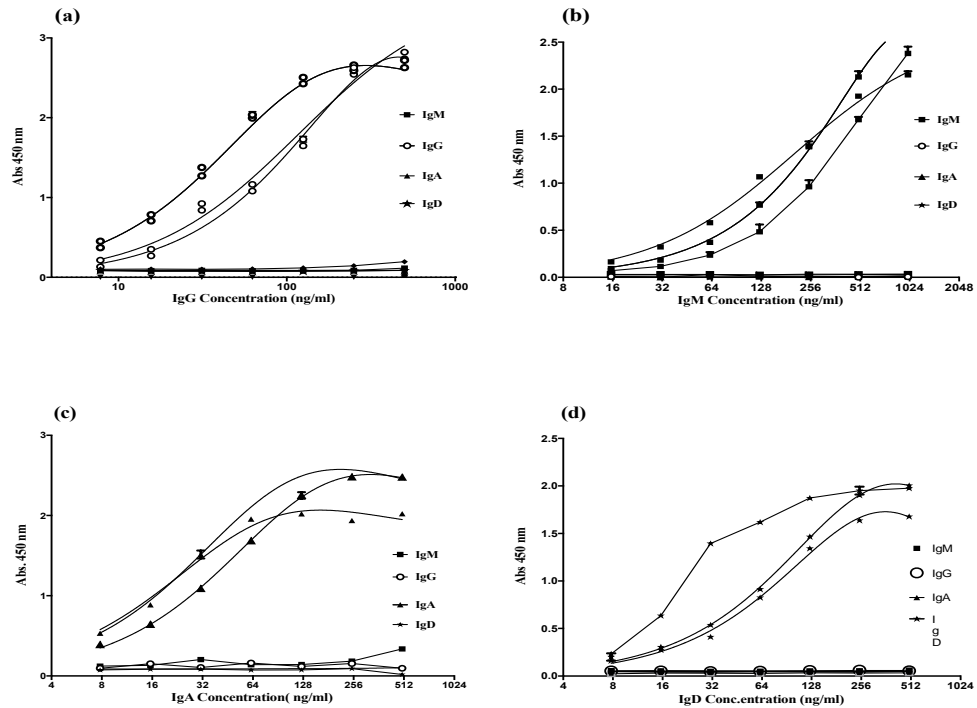 (a)
3
2
1
0
Abs 450 nm
10
100
1000
IgG Concentration (ng/ml)
IgM
IgG
IgA
IgD
(b)
2.5
2.0
1.5
1.0
0.5
0.0
Abs 450 nm
8
16
32
64
128
256
512
1024
2048
IgM Concentration (ng/ml)
IgM
IgG
IgA
IgD
(c)
3
2
1
0
Abs. 450 nm
4
8
16
32
64
128
256
512
1024
IgA Concentration( ng/ml)
IgM
IgG
IgA
IgD
(d)
2.5
2.0
1.5
1.0
0.5
0.0
Abs 450 nm
4
8
16
32
64
128
256
512
1024
IgD Conc.entration (ng/ml)
IgM
IgG
IgA
I
g
D